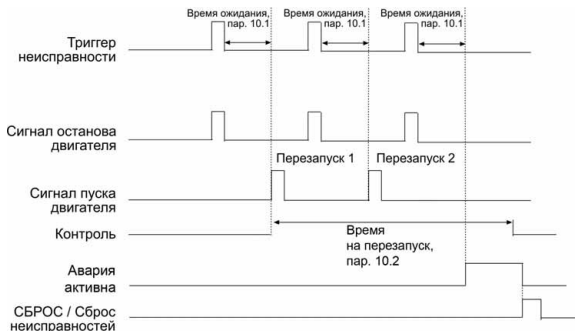 Время ожидания, Время ожидания, Время ожидания,
пар. 10.1 пар. 10.1 пар. 10.1
Триггер
неисправности
Сигнал останова
двигателя
Перезапуск 1 Перезапуск 2
Сигнал пуска
двигателя
Контроль
Время
на перезапуск,
пар. 10.2
Авария
активна
СБРОС / Сброс
неисправностей